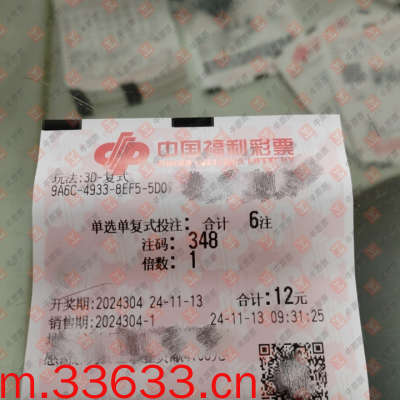 中国福利彩票
玩法:3D-复式
9A6C-4933-8EF5-5D0
单选单复式投注: 合计 6注
注码: 348
倍数: 1
开奖期:2024304 24-11-13 合计:12元
销售期:2024304-1 24-11-13 09:31:25
m.33633.cn